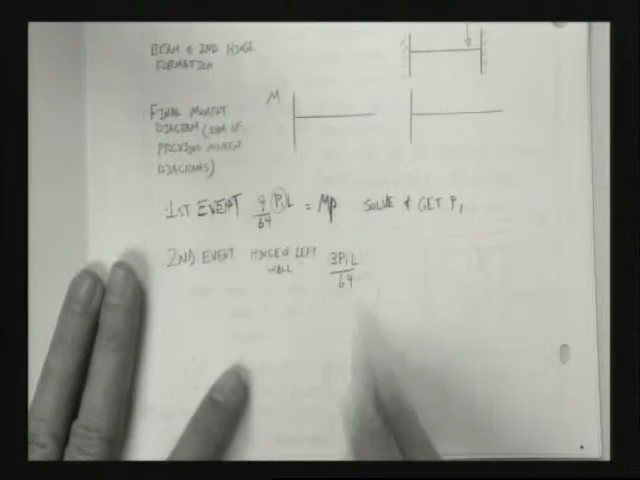 BEAM @ 2ND HINGE
FORMATION
M
FINAL MOMENT
DIAGRAM (SUM OF
PREVIOUS MOMENT
DIAGRAMS)
1ST EVENT 9P₁L/64 = Mp SOLVE & GET P₁
2ND EVENT HINGE @ LEFT
WALL 3P₁L/64